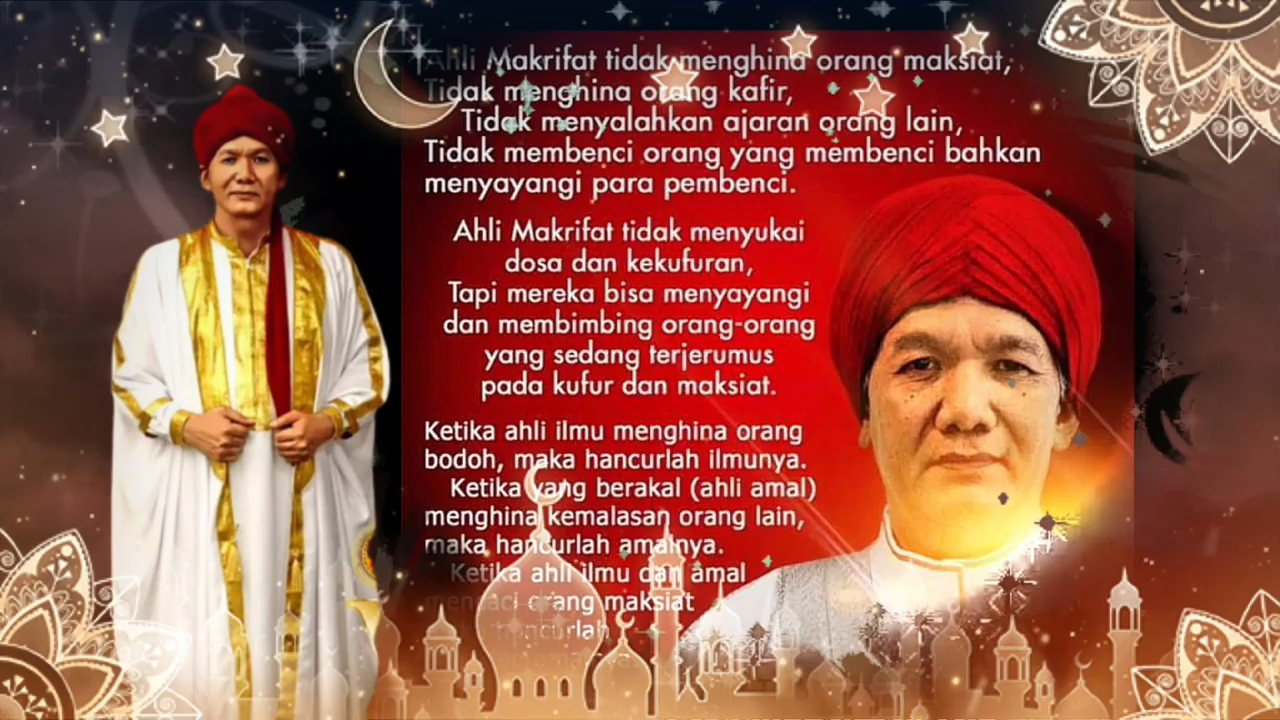 Ahli Makrifat tidak menghina orang maksiat,
Tidak menghina orang kafir,
Tidak menyalahkan ajaran orang lain,
Tidak membenci orang yang membenci bahkan
menyayangi para pembenci.
Ahli Makrifat tidak menyukai
dosa dan kekufuran,
Tapi mereka bisa menyayangi
dan membimbing orang-orang
yang sedang terjerumus
pada kufur dan maksiat.
Ketika ahli ilmu menghina orang
bodoh, maka hancurlah ilmunya.
Ketika yang berakal (ahli amal)
menghina kemalasan orang lain,
maka hancurlah amalnya.
Ketika ahli ilmu dan amal
mencaci orang maksiat
hancurlah